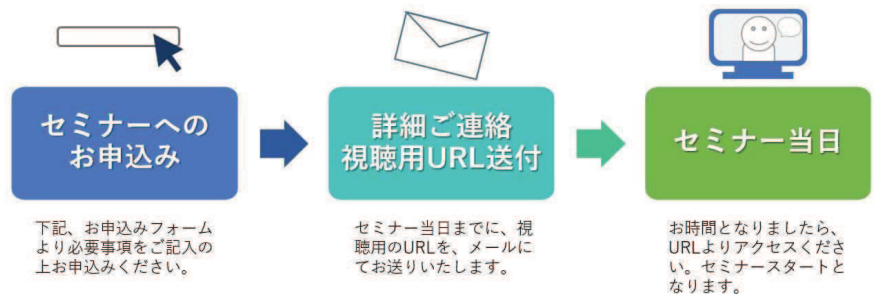 セミナーへの
お申込み
下記、お申込みフォーム
より必要事項をご記入の
上お申込みください。
詳細ご連絡
視聴用URL送付
セミナー当日までに、視
聴用のURLを、メールに
てお送りいたします。
セミナー当日
お時間となりましたら、
URLよりアクセスくださ
い。セミナースタートと
なります。